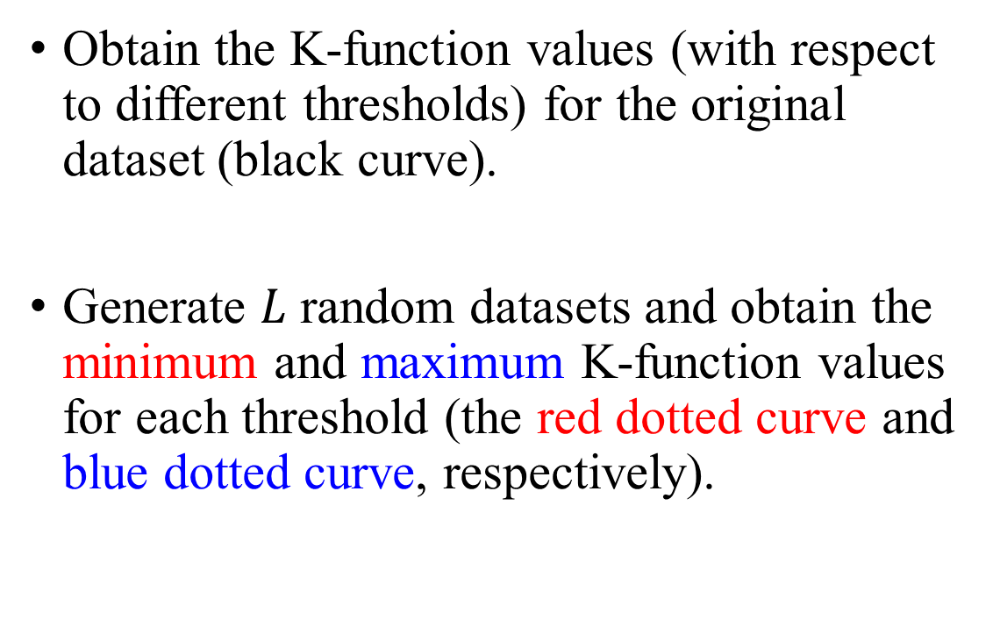 • Obtain the K-function values (with respect
to different thresholds) for the original
dataset (black curve).
• Generate L random datasets and obtain the
minimum and maximum K-function values
for each threshold (the red dotted curve and
blue dotted curve, respectively).